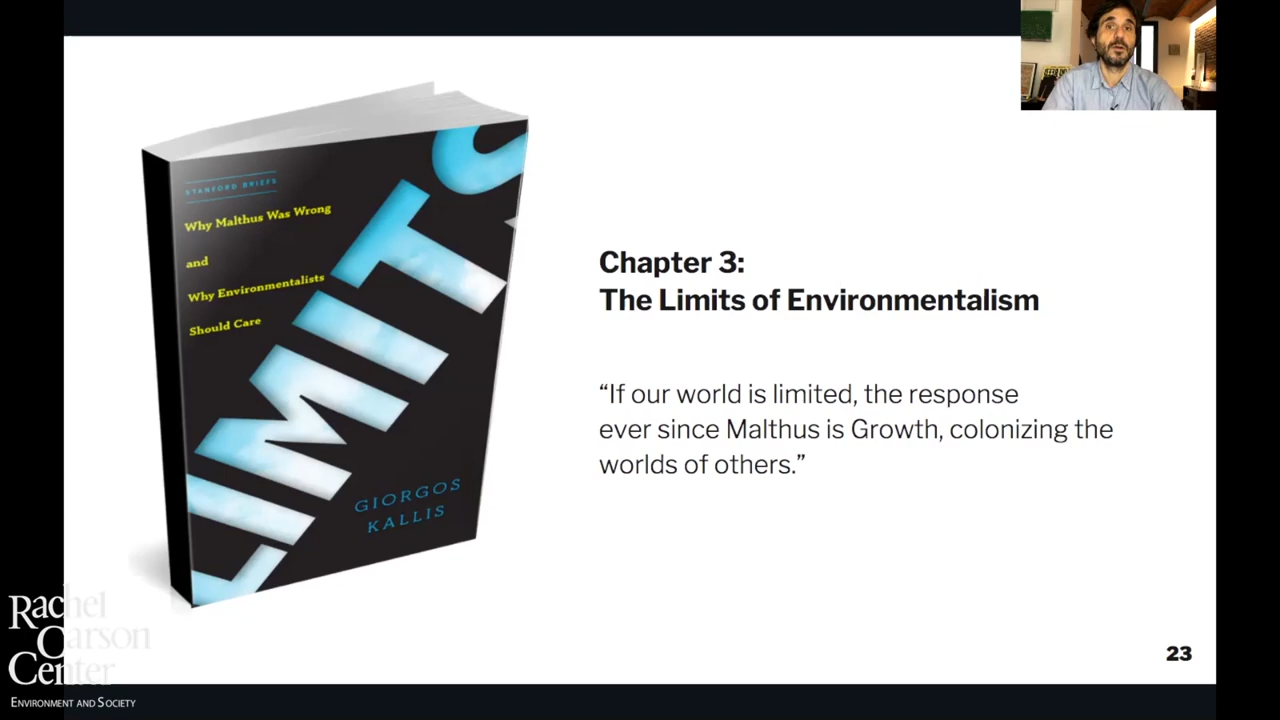 STANFORD BRIEFS
Why Malthus Was Wrong
and
Why Environmentalists
Should Care
LIMITS
GIORGOS
KALLIS
Chapter 3:
The Limits of Environmentalism
“If our world is limited, the response
ever since Malthus is Growth, colonizing the
worlds of others.”
23
Rachel
Carson
Center
ENVIRONMENT AND SOCIETY